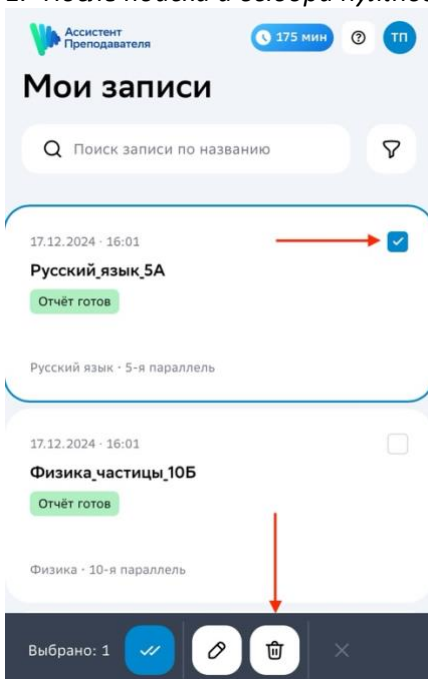 Ассистент
Преподавателя
175 мин
ТП
Мои записи
Поиск записи по названию
17.12.2024 · 16:01
Русский_язык_5А
Отчёт готов
Русский язык · 5-я параллель
17.12.2024 · 16:01
Физика_частицы_10Б
Отчёт готов
Физика · 10-я параллель
Выбрано: 1